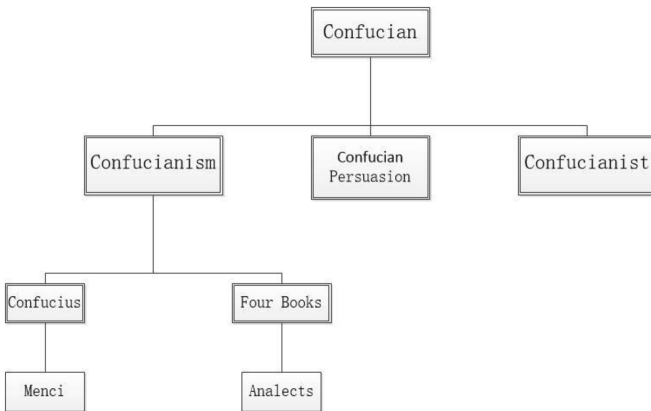 Confucian
Confucianism
Confucian
Persuasion
Confucianist
Confucius
Four Books
Menci
Analects